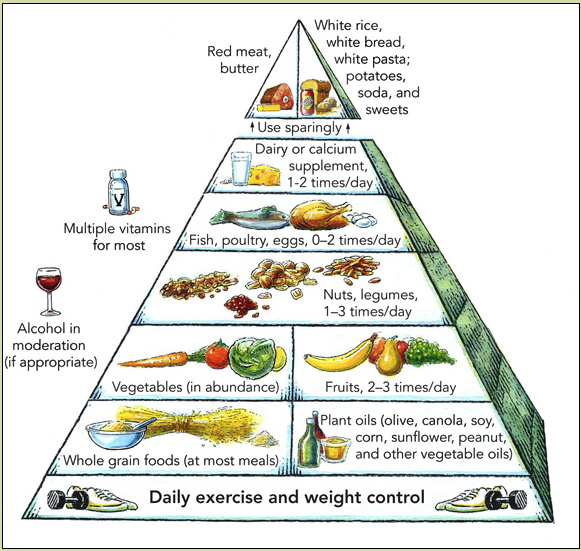 Red meat,
butter
White rice,
white bread,
white pasta;
potatoes,
soda, and
sweets
Use sparingly
Dairy or calcium
supplement,
1-2 times/day
Multiple vitamins
for most
V
Fish, poultry, eggs, 0–2 times/day
Nuts, legumes,
1–3 times/day
Alcohol in
moderation
(if appropriate)
Vegetables (in abundance)
Fruits, 2–3 times/day
Whole grain foods (at most meals)
Plant oils (olive, canola, soy,
corn, sunflower, peanut,
and other vegetable oils)
Daily exercise and weight control